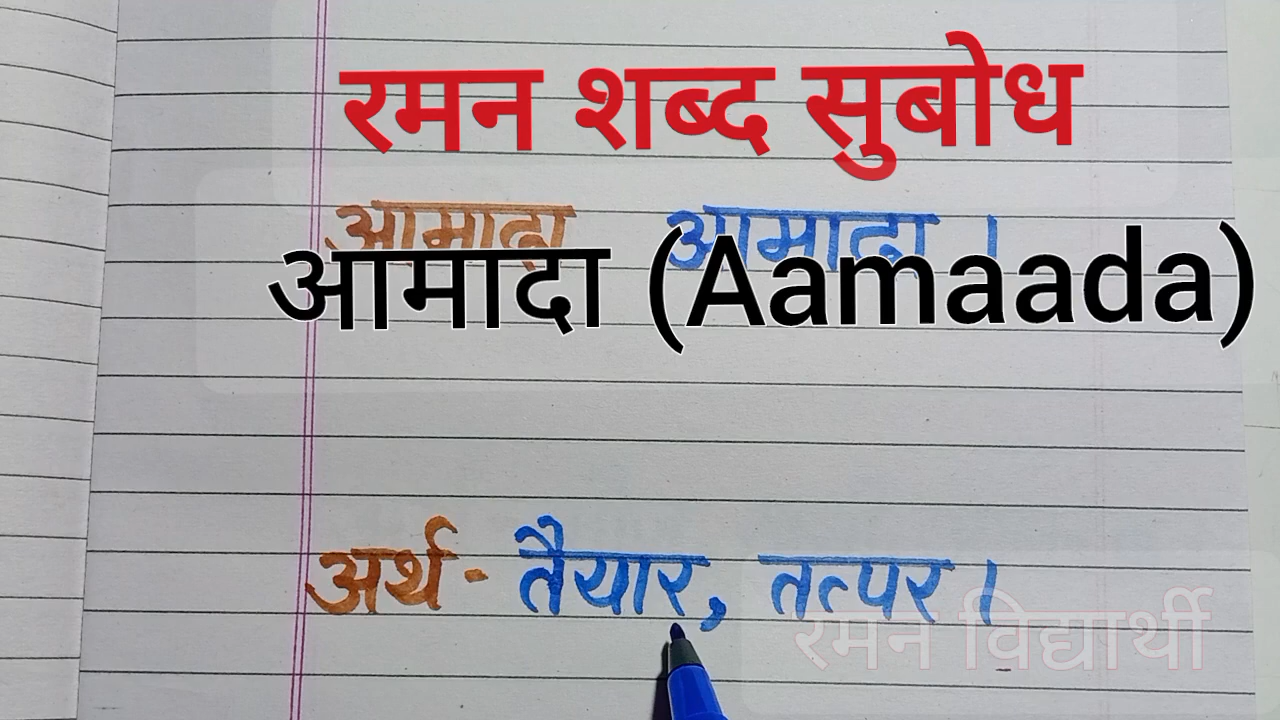 रमन शब्द सुबोध
आमादा आमादा ।
आमादा (Aamaada)
अर्थ - तैयार, तत्पर ।
रमन विद्यार्थी